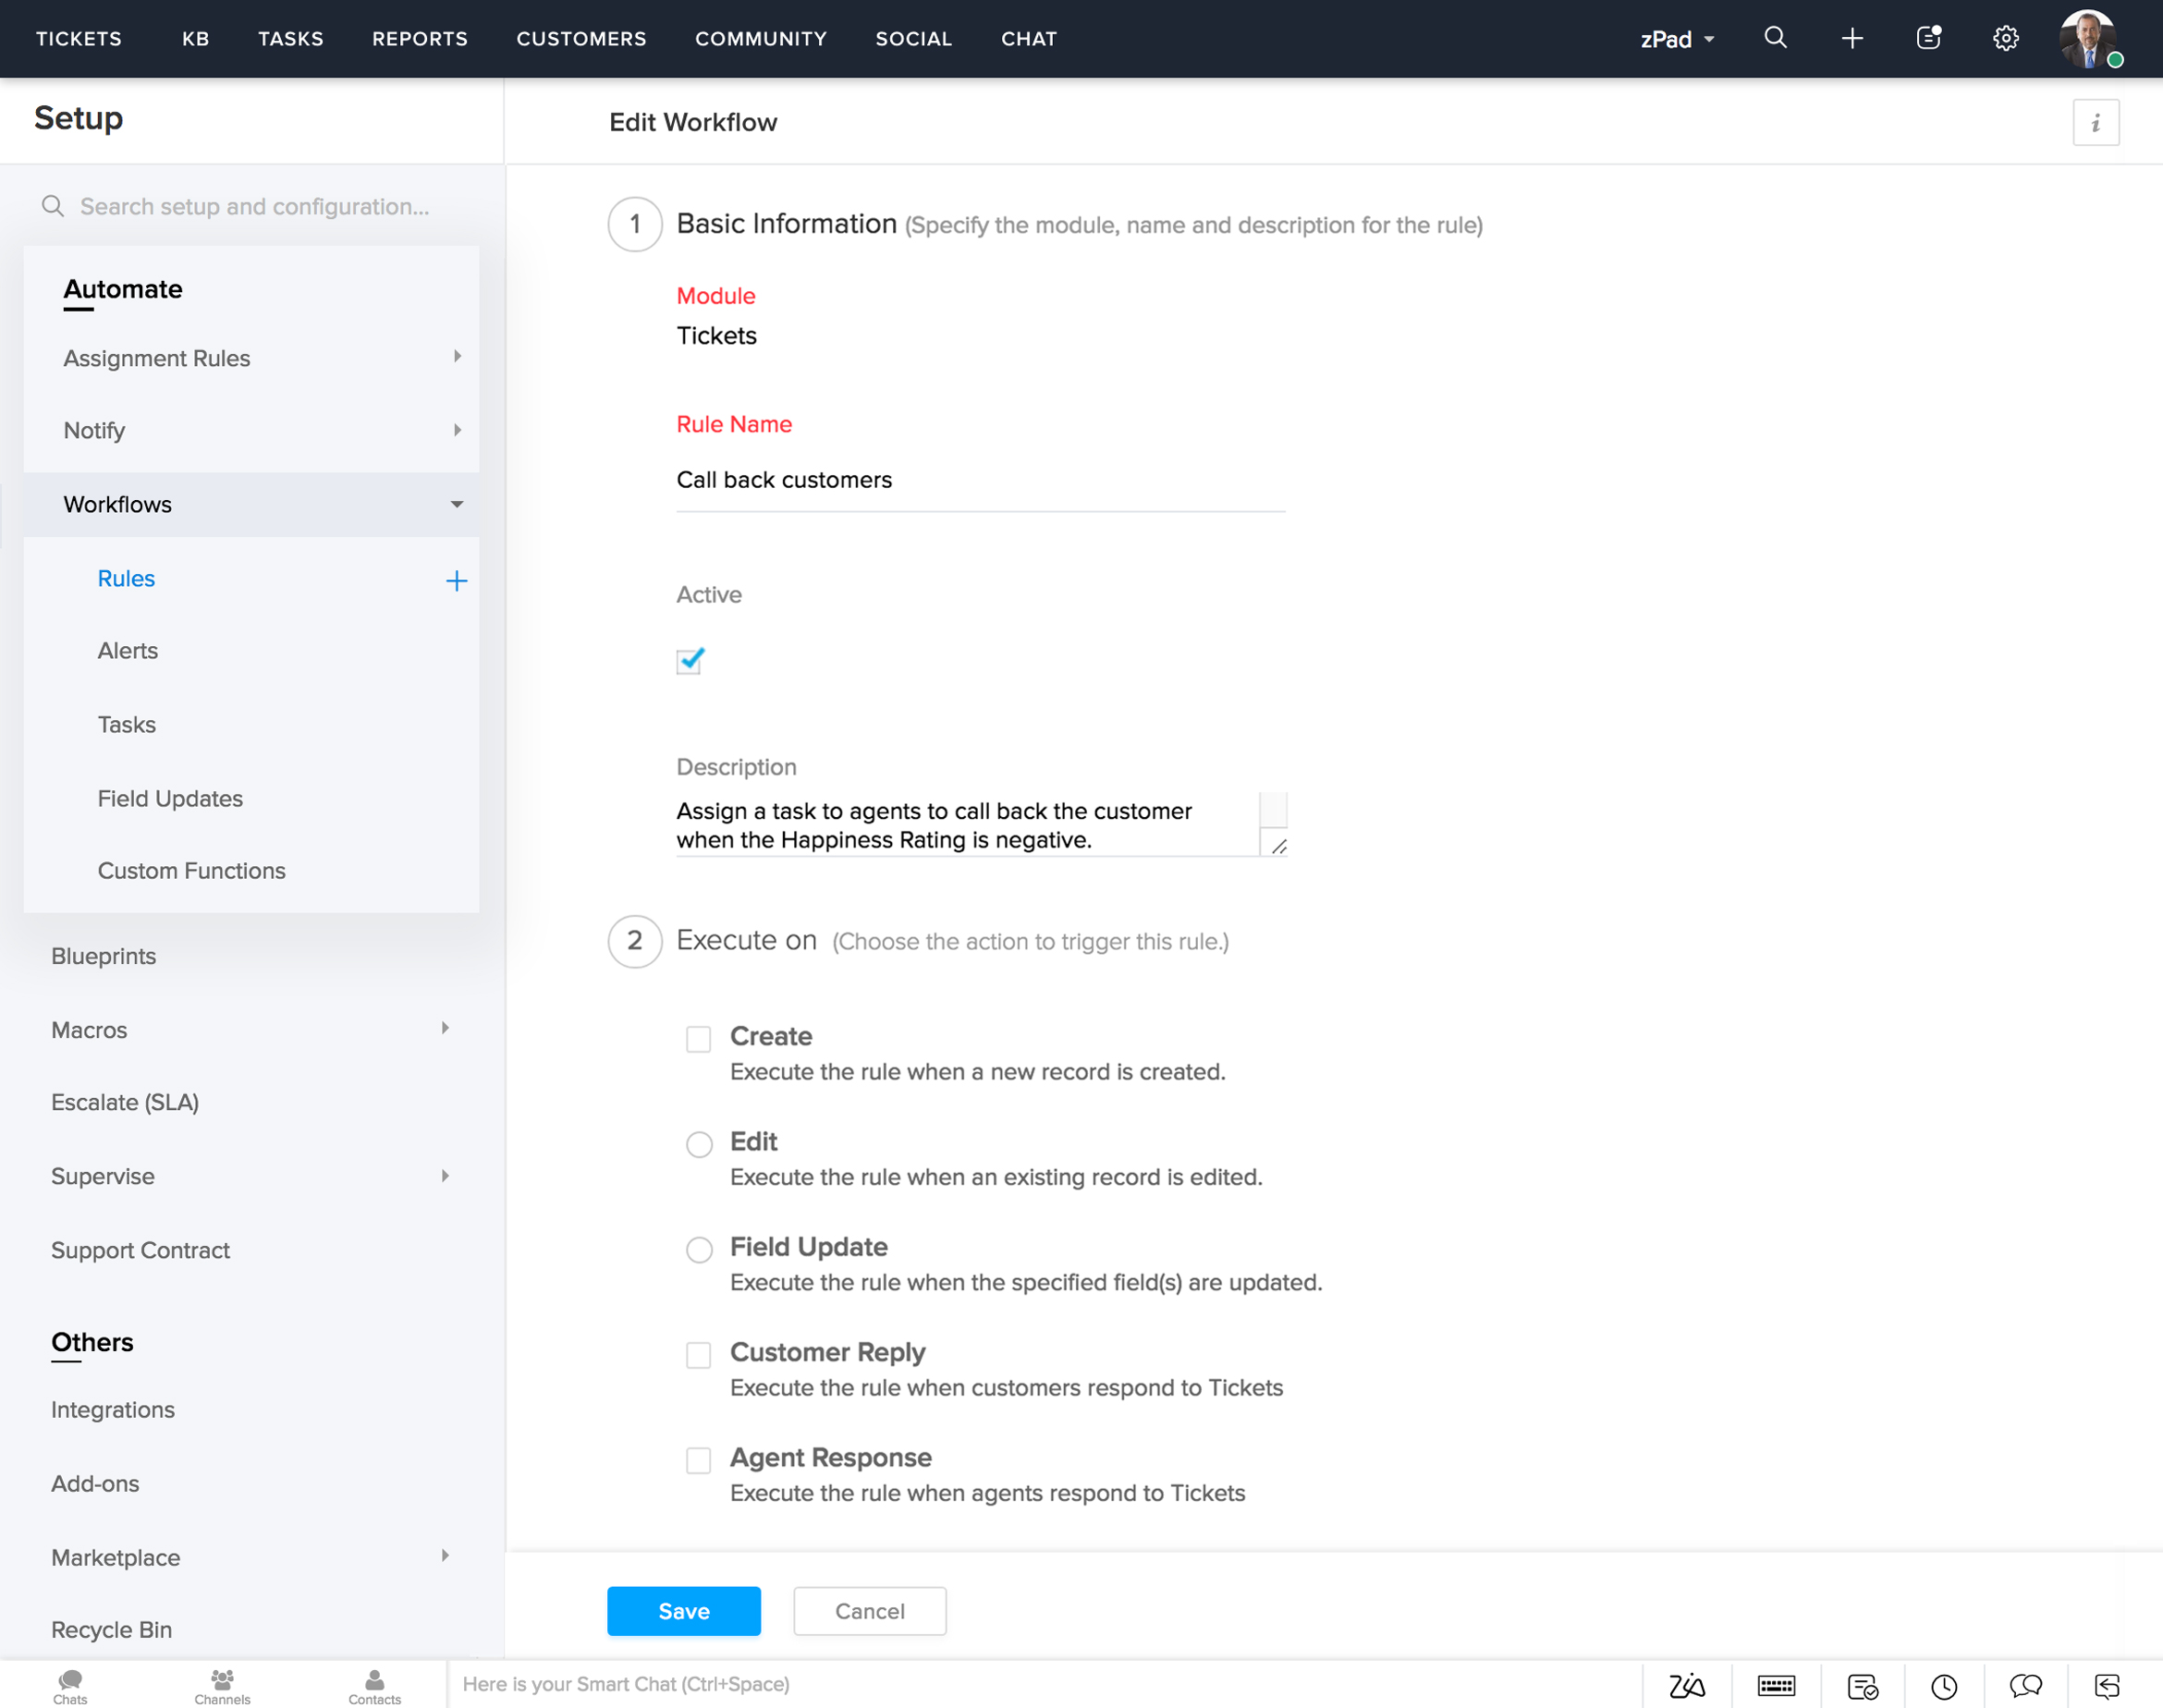 TICKETS KB TASKS REPORTS CUSTOMERS COMMUNITY SOCIAL CHAT zPad
Setup
Edit Workflow
i
Search setup and configuration...
Automate
Assignment Rules
Notify
Workflows
Rules
Alerts
Tasks
Field Updates
Custom Functions
Blueprints
Macros
Escalate (SLA)
Supervise
Support Contract
Others
Integrations
Add-ons
Marketplace
Recycle Bin
1 Basic Information (Specify the module, name and description for the rule)
Module
Tickets
Rule Name
Call back customers
Active
Description
Assign a task to agents to call back the customer
when the Happiness Rating is negative.
2 Execute on (Choose the action to trigger this rule.)
Create
Execute the rule when a new record is created.
Edit
Execute the rule when an existing record is edited.
Field Update
Execute the rule when the specified field(s) are updated.
Customer Reply
Execute the rule when customers respond to Tickets
Agent Response
Execute the rule when agents respond to Tickets
Save Cancel
Chats Channels Contacts Here is your Smart Chat (Ctrl+Space) ZIA